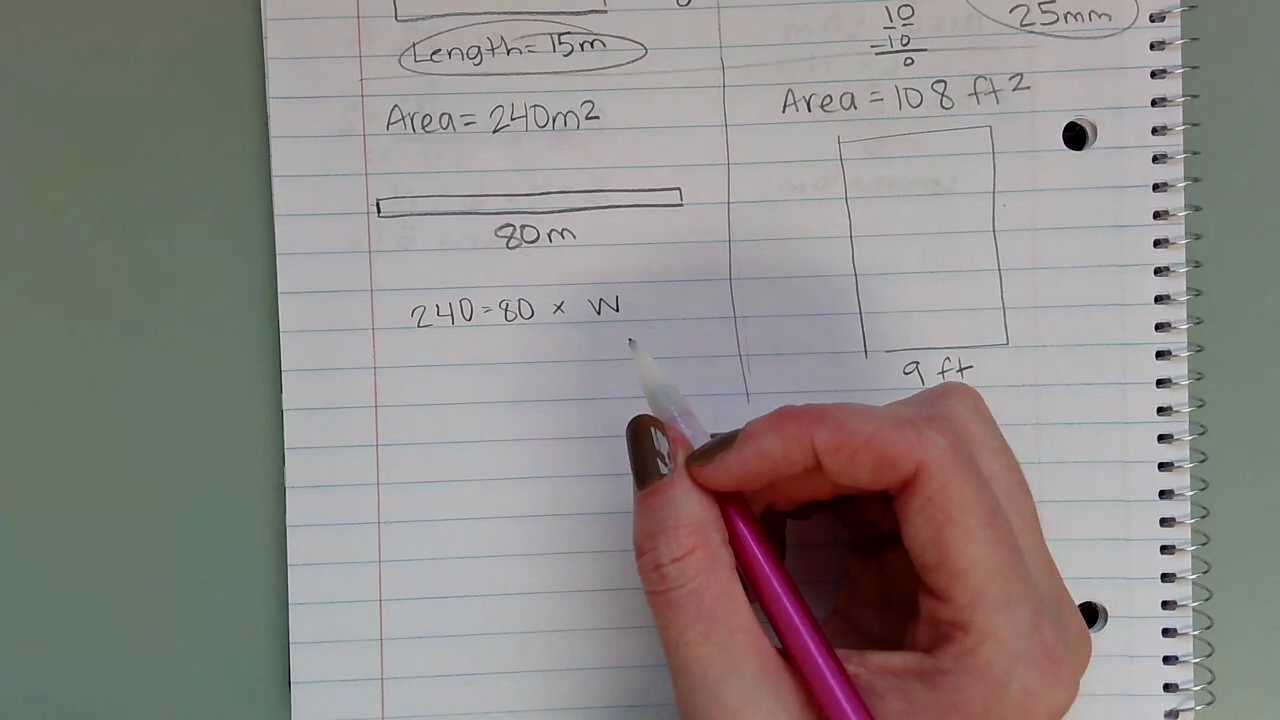 Length=15m
Area=240m2
80m
240=80 x W
10
-10
0
25mm
Area=108 ft2
9 ft